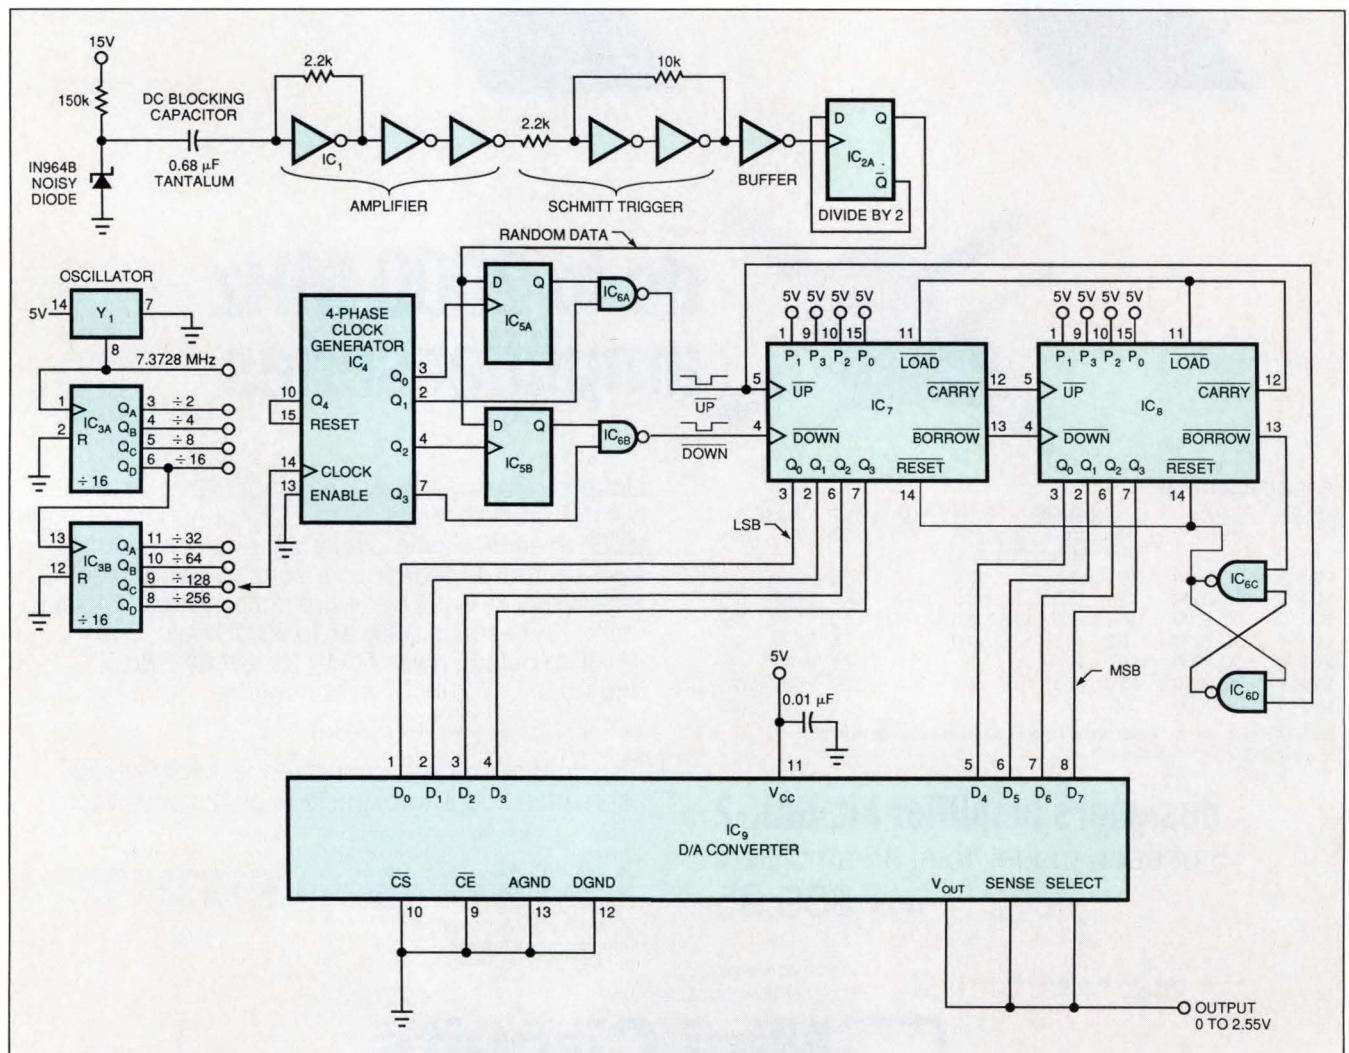 15V
150k
IN964B
NOISY
DIODE
DC BLOCKING
CAPACITOR
0.68 µF
TANTALUM
2.2k
IC1
AMPLIFIER
2.2k
10k
SCHMITT TRIGGER
BUFFER
D Q
IC2A
Q
DIVIDE BY 2
RANDOM DATA
OSCILLATOR
5V 14 Y1 7
8
7.3728 MHz
1 IC3A QA 3 ÷ 2
QB 4 ÷ 4
2 R QC 5 ÷ 8
QD 6 ÷ 16
÷ 16
13 IC3B QA 11 ÷ 32
QB 10 ÷ 64
12 R QC 9 ÷ 128
QD 8 ÷ 256
÷ 16
4-PHASE
CLOCK
GENERATOR
IC4
Q0 3
10 Q4 Q1 2
15 RESET
Q2 4
14 CLOCK
13 ENABLE Q3 7
D Q
IC5A
D Q
IC5B
IC6A
IC6B
UP
DOWN
5V 5V 5V 5V
1 9 10 15 11
P1 P3 P2 P0 LOAD
5 UP CARRY 12
IC7
4 DOWN BORROW 13
Q0 Q1 Q2 Q3 RESET
3 2 6 7 14
5V 5V 5V 5V
1 9 10 15 11
P1 P3 P2 P0 LOAD
5 UP CARRY 12
IC8
4 DOWN BORROW 13
Q0 Q1 Q2 Q3 RESET
3 2 6 7 14
IC6C
IC6D
LSB
MSB
5V
0.01 µF
1 2 3 4 11 5 6 7 8
D0 D1 D2 D3 VCC D4 D5 D6 D7
IC9
D/A CONVERTER
CS CE AGND DGND VOUT SENSE SELECT
10 9 13 12
OUTPUT
0 TO 2.55V